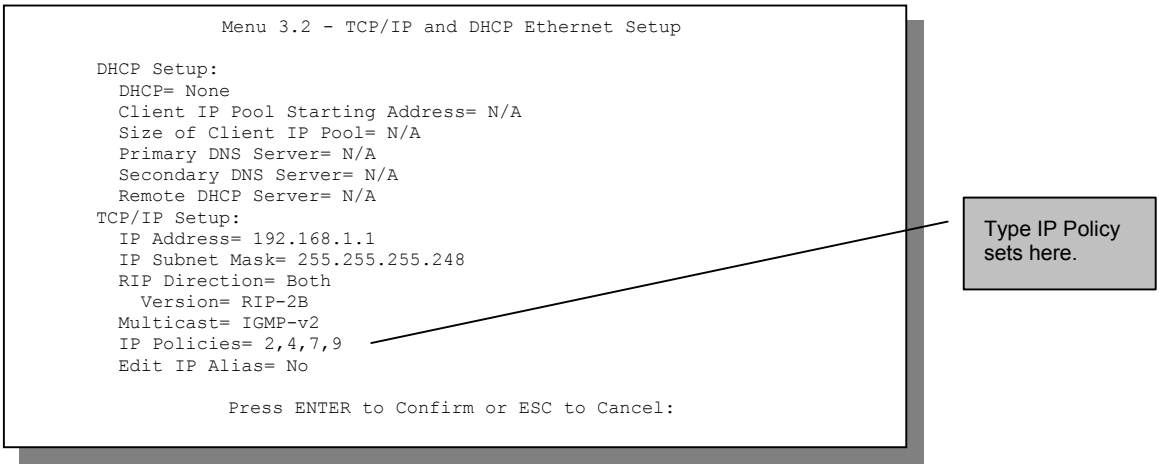 Menu 3.2 - TCP/IP and DHCP Ethernet Setup
DHCP Setup:
DHCP= None
Client IP Pool Starting Address= N/A
Size of Client IP Pool= N/A
Primary DNS Server= N/A
Secondary DNS Server= N/A
Remote DHCP Server= N/A
TCP/IP Setup:
IP Address= 192.168.1.1
IP Subnet Mask= 255.255.255.248
RIP Direction= Both
Version= RIP-2B
Multicast= IGMP-v2
IP Policies= 2,4,7,9
Edit IP Alias= No
Press ENTER to Confirm or ESC to Cancel:
Type IP Policy
sets here.